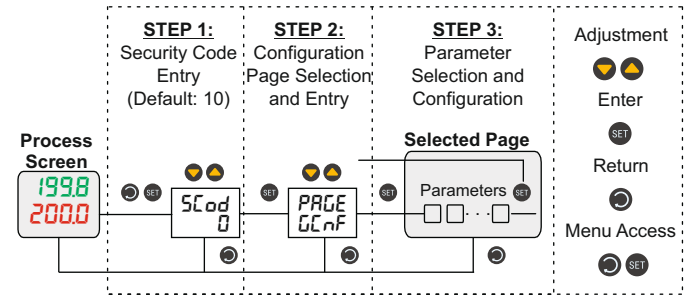 STEP 1:
Security Code
Entry
(Default: 10)
STEP 2:
Configuration
Page Selection
and Entry
STEP 3:
Parameter
Selection and
Configuration
Adjustment
Enter
SET
Return
Menu Access
SET
Process
Screen
199.8
200.0
SET
SCod
0
SET
PAGE
GCnF
SET
Selected Page
Parameters
SET